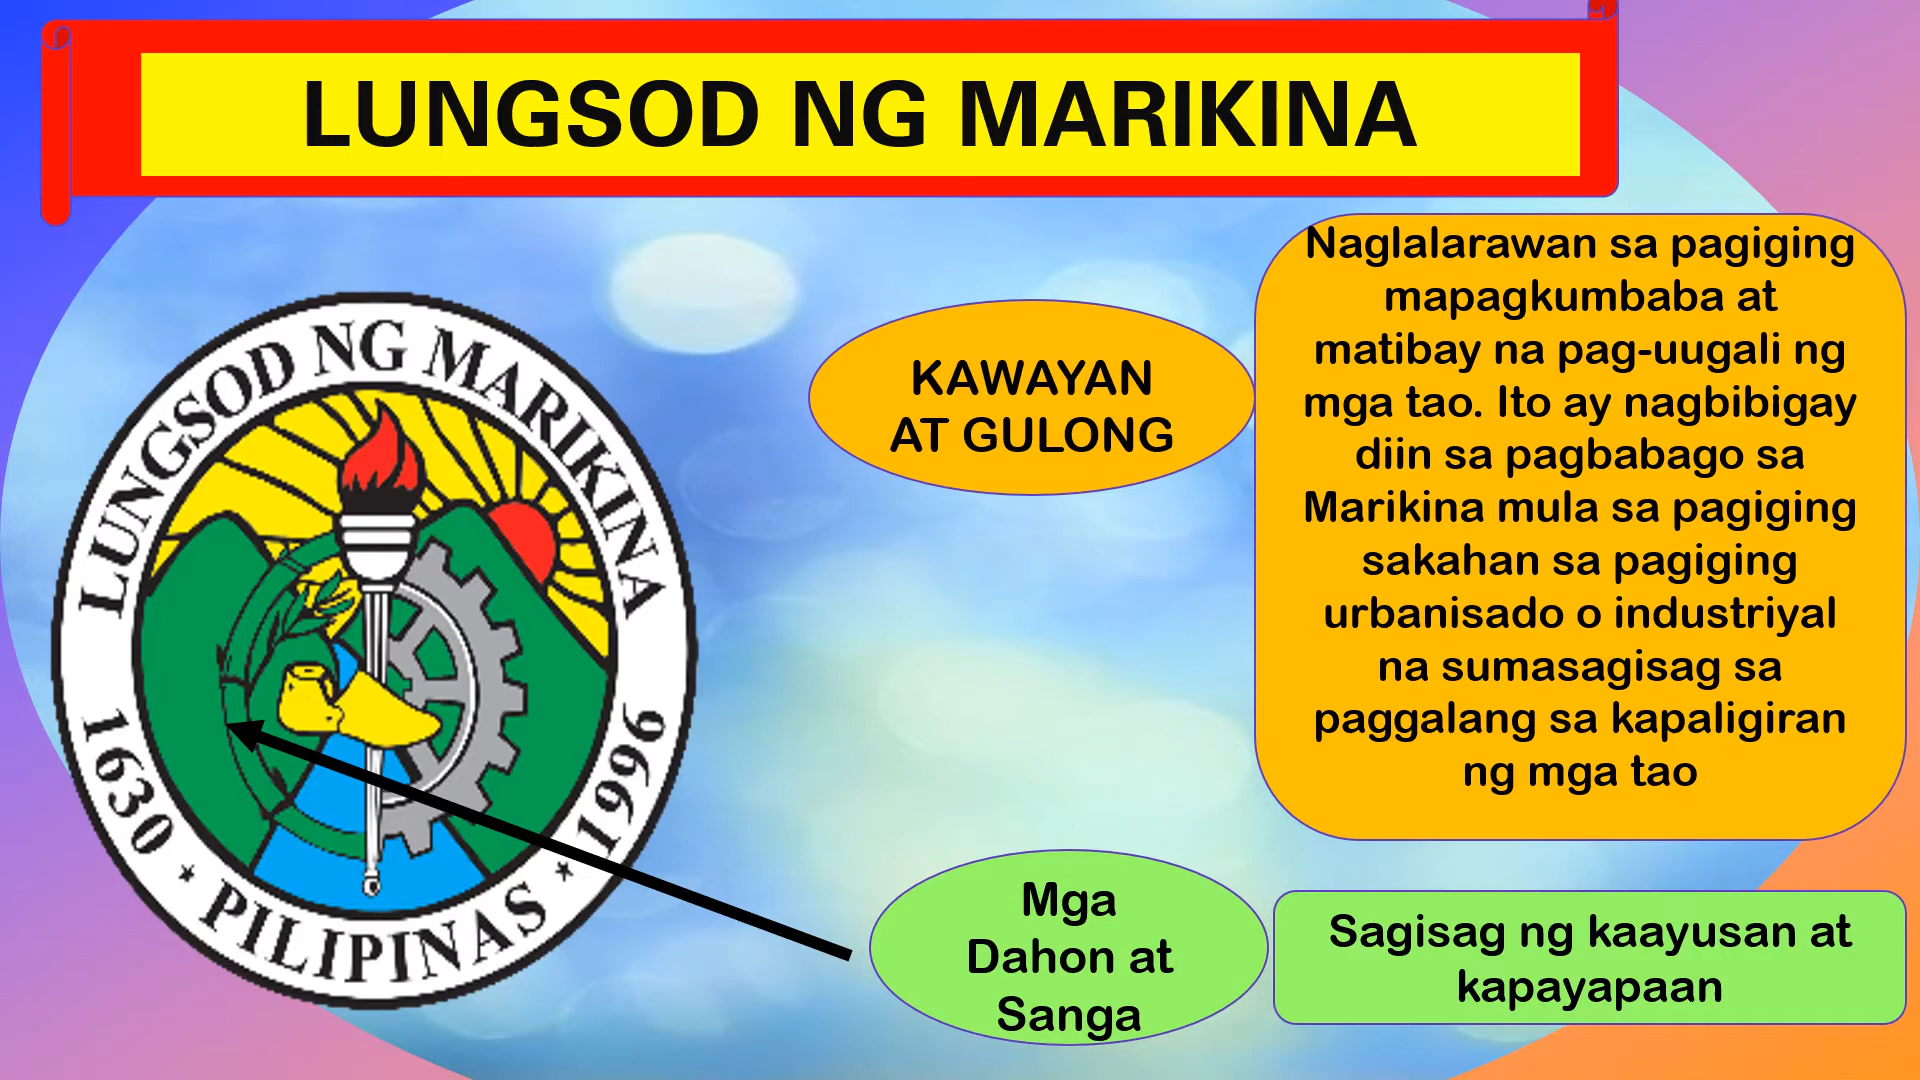 LUNGSOD NG MARIKINA
LUNGSOD NG MARIKINA
1630 * PILIPINAS * 1996
KAWAYAN
AT GULONG
Naglalarawan sa pagiging
mapagkumbaba at
matibay na pag-uugali ng
mga tao. Ito ay nagbibigay
diin sa pagbabago sa
Marikina mula sa pagiging
sakahan sa pagiging
urbanisado o industriyal
na sumasagisag sa
paggalang sa kapaligiran
ng mga tao
Mga
Dahon at
Sanga
Sagisag ng kaayusan at
kapayapaan